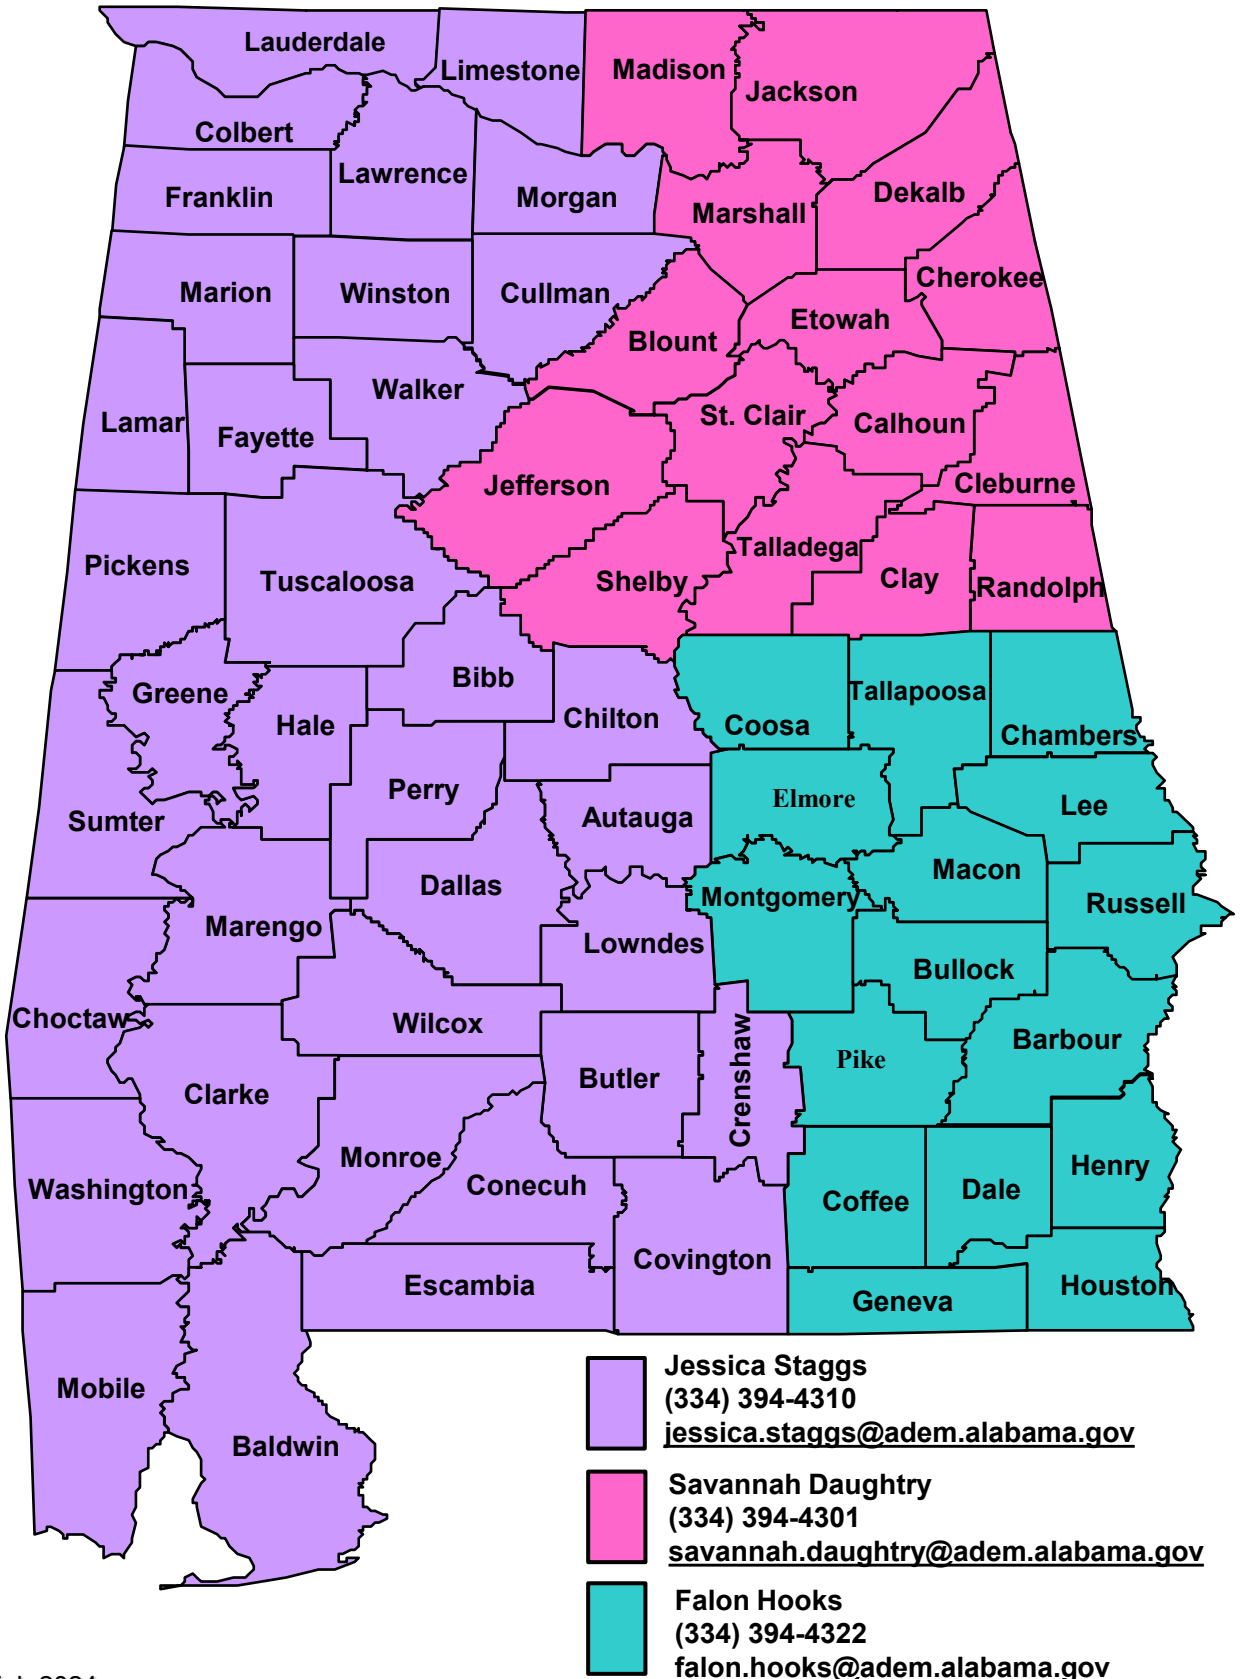 Lauderdale
Limestone
Madison
Jackson
Colbert
Lawrence
Franklin
Morgan
Marshall
Dekalb
Marion
Winston
Cullman
Cherokee
Blount
Etowah
Walker
Lamar
Fayette
St. Clair
Calhoun
Jefferson
Cleburne
Pickens
Tuscaloosa
Shelby
Talladega
Clay
Randolph
Greene
Bibb
Hale
Chilton
Coosa
Tallapoosa
Chambers
Perry
Elmore
Lee
Sumter
Autauga
Dallas
Macon
Montgomery
Russell
Marengo
Lowndes
Bullock
Choctaw
Wilcox
Barbour
Pike
Clarke
Butler
Crenshaw
Monroe
Conecuh
Henry
Washington
Coffee
Dale
Covington
Escambia
Houston
Geneva
Mobile
Baldwin
Jessica Staggs
(334) 394-4310
jessica.staggs@adem.alabama.gov
Savannah Daughtry
(334) 394-4301
savannah.daughtry@adem.alabama.gov
Falon Hooks
(334) 394-4322
falon.hooks@adem.alabama.gov